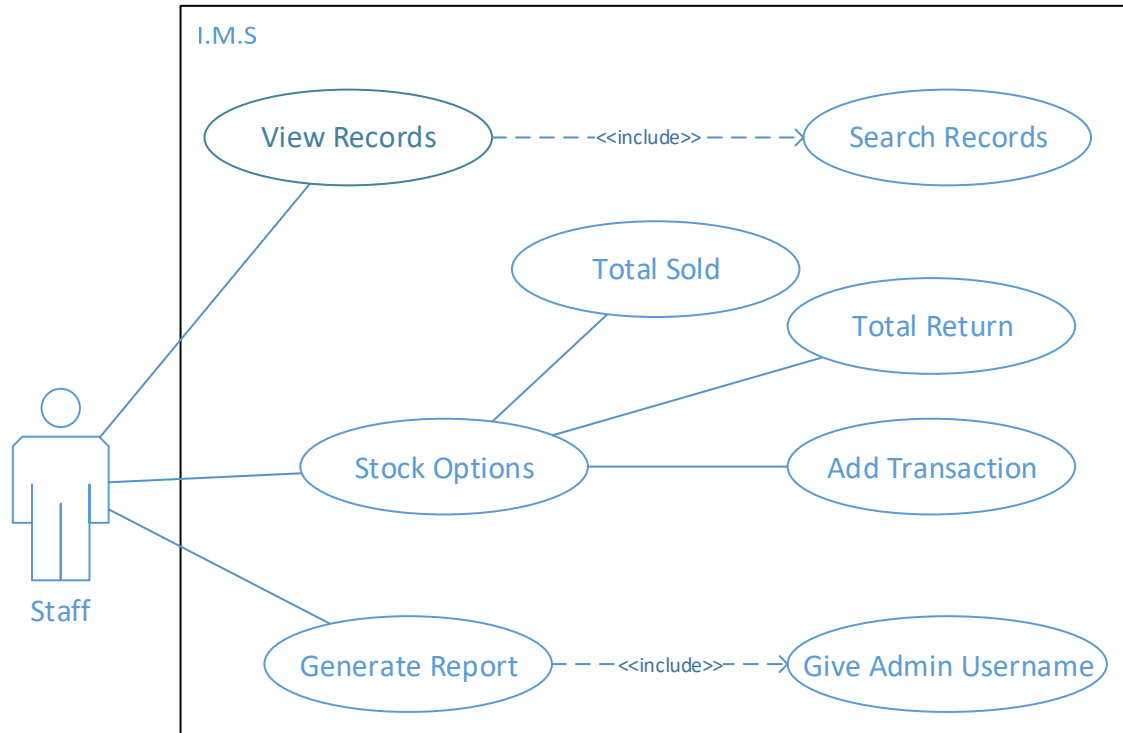 I.M.S
View Records
<<include>>
Search Records
Total Sold
Total Return
Stock Options
Add Transaction
Staff
Generate Report
<<include>>
Give Admin Username